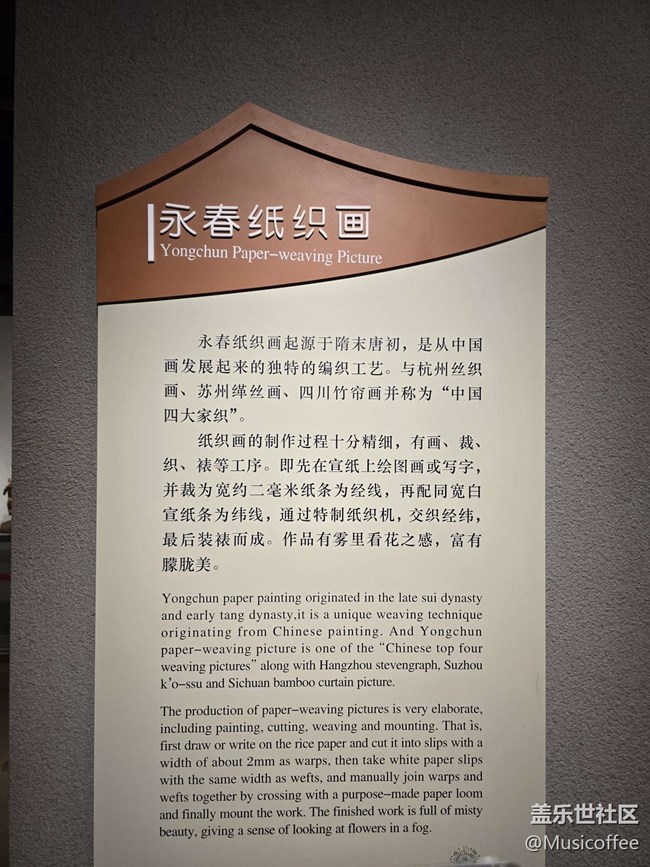 永春纸织画
Yongchun Paper-weaving Picture
永春纸织画起源于隋末唐初，是从中国
画发展起来的独特的编织工艺。与杭州丝织
画、苏州缂丝画、四川竹帘画并称为“中国
四大家织”。
纸织画的制作过程十分精细，有画、裁、
织、裱等工序。即先在宣纸上绘图画或写字，
并裁为宽约二毫米纸条为经线，再配同宽白
宣纸条为纬线，通过特制纸织机，交织经纬，
最后装裱而成。作品有雾里看花之感，富有
朦胧美。
Yongchun paper painting originated in the late sui dynasty
and early tang dynasty,it is a unique weaving technique
originating from Chinese painting. And Yongchun
paper-weaving picture is one of the “Chinese top four
weaving pictures” along with Hangzhou stevengraph, Suzhou
k’o-ssu and Sichuan bamboo curtain picture.
The production of paper-weaving pictures is very elaborate,
including painting, cutting, weaving and mounting. That is,
first draw or write on the rice paper and cut it into slips with a
width of about 2mm as warps, then take white paper slips
with the same width as wefts, and manually join warps and
wefts together by crossing with a purpose-made paper loom
and finally mount the work. The finished work is full of misty
beauty, giving a sense of looking at flowers in a fog.
盖乐世社区
@Musicoffee